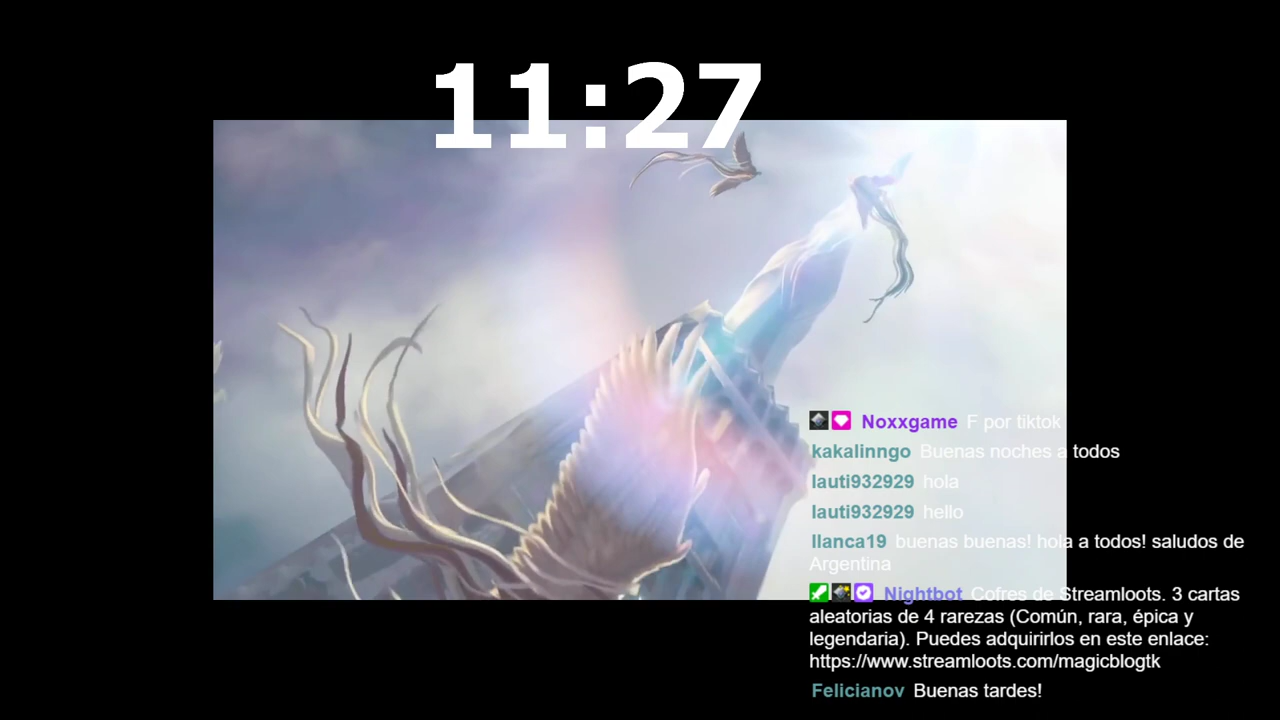 11:27
Noxxgame F por tiktok
kakalinngo Buenas noches a todos
lauti932929 hola
lauti932929 hello
llanca19 buenas buenas! hola a todos! saludos de
Argentina
Nightbot Cofres de Streamloots. 3 cartas
aleatorias de 4 rarezas (Común, rara, épica y
legendaria). Puedes adquirirlos en este enlace:
https://www.streamloots.com/magicblogtk
Felicianov Buenas tardes!